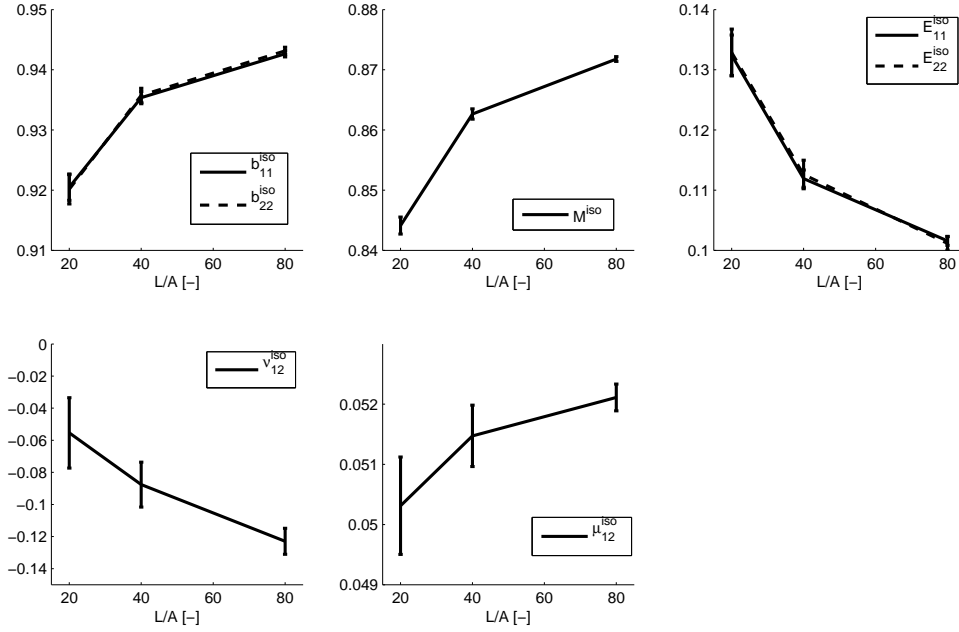 0.95
0.94
0.93
0.92
0.91
20 40 60 80
L/A [−]
b₁₁ⁱˢᵒ
b₂₂ⁱˢᵒ
0.88
0.87
0.86
0.85
0.84
20 40 60 80
L/A [−]
Mⁱˢᵒ
0.14
0.13
0.12
0.11
0.1
20 40 60 80
L/A [−]
E₁₁ⁱˢᵒ
E₂₂ⁱˢᵒ
0
−0.02
−0.04
−0.06
−0.08
−0.1
−0.12
−0.14
20 40 60 80
L/A [−]
ν₁₂ⁱˢᵒ
0.052
0.051
0.05
0.049
20 40 60 80
L/A [−]
μ₁₂ⁱˢᵒ